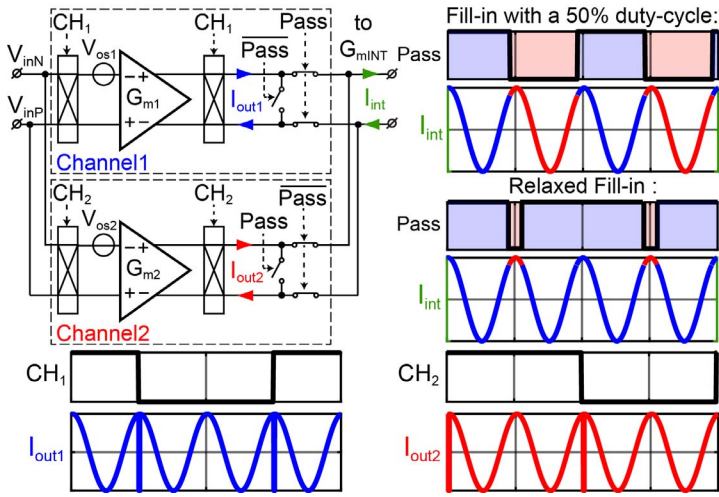 CH1
CH1
Pass
to
GmINT
VinN
Vos1
Pass
Gm1
Iout1
Iint
VinP
Channel1
CH2
CH2
Pass
Pass
Vos2
Gm2
Iout2
Channel2
Fill-in with a 50% duty-cycle:
Pass
Iint
Relaxed Fill-in :
Pass
Iint
CH1
Iout1
CH2
Iout2